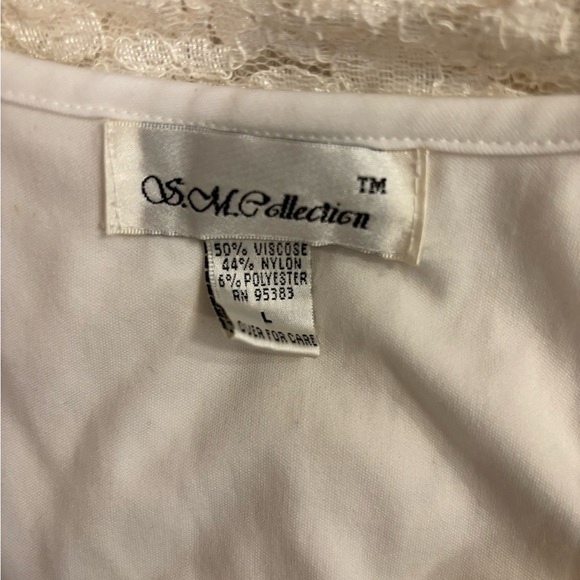 S.M.Collection ™
50% VISCOSE
44% NYLON
6% POLYESTER
RN 95383
L
OVER FOR CARE